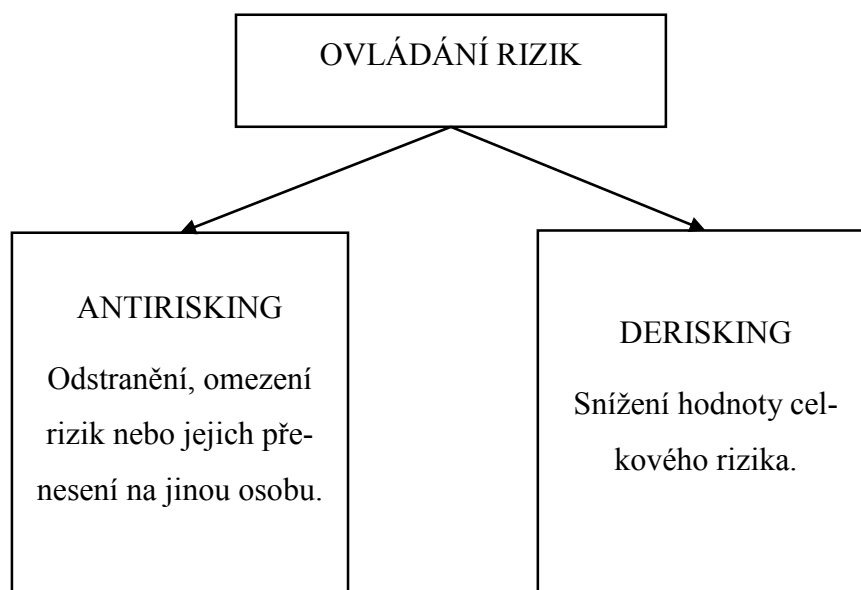 OVLÁDÁNÍ RIZIK
ANTIRISKING
Odstranění, omezení
rizik nebo jejich pře-
nesení na jinou osobu.
DERISKING
Snížení hodnoty cel-
kového rizika.